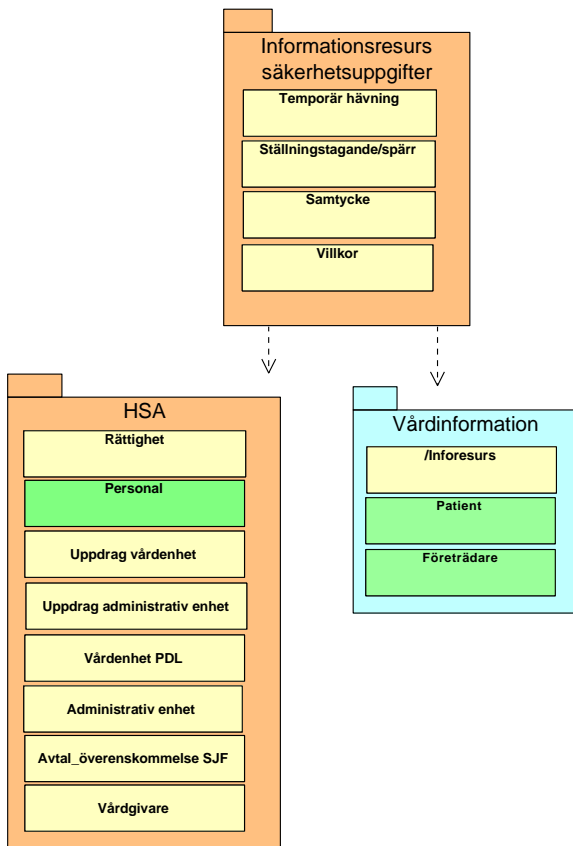 Informationsresurs
säkerhetsuppgifter
Temporär hävning
Ställningstagande/spärr
Samtycke
Villkor
HSA
Rättighet
Personal
Uppdrag vårdenhet
Uppdrag administrativ enhet
Vårdenhet PDL
Administrativ enhet
Avtal_överenskommelse SJF
Vårdgivare
Vårdinformation
/Inforesurs
Patient
Företrädare